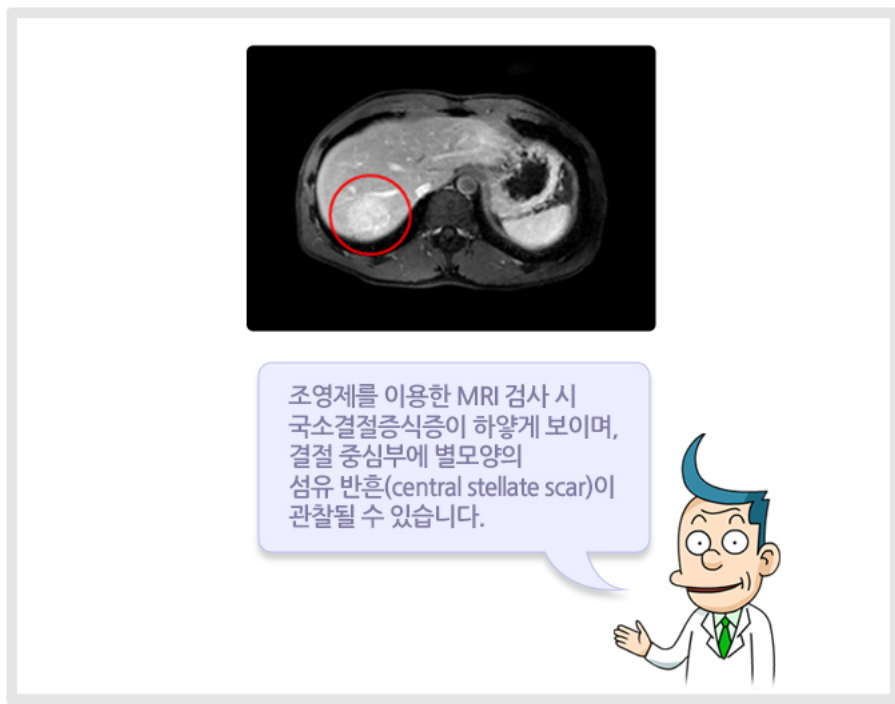 조영제를 이용한 MRI 검사 시
국소결절증식증이 하얗게 보이며,
결절 중심부에 별모양의
섬유 반흔(central stellate scar)이
관찰될 수 있습니다.